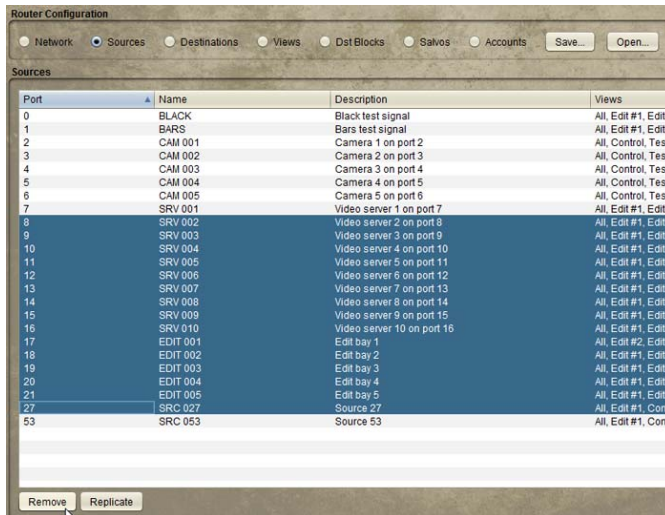 Router Configuration
Network Sources Destinations Views Dst Blocks Salvos Accounts Save... Open...
Sources
Port Name Description Views
0 BLACK Black test signal All, Edit #1, Edit
1 BARS Bars test signal All, Edit #1, Edit
2 CAM 001 Camera 1 on port 2 All, Control, Tes
3 CAM 002 Camera 2 on port 3 All, Control, Tes
4 CAM 003 Camera 3 on port 4 All, Control, Tes
5 CAM 004 Camera 4 on port 5 All, Control, Tes
6 CAM 005 Camera 5 on port 6 All, Control, Tes
7 SRV 001 Video server 1 on port 7 All, Edit #1, Edit
8 SRV 002 Video server 2 on port 8 All, Edit #1, Edit
9 SRV 003 Video server 3 on port 9 All, Edit #1, Edit
10 SRV 004 Video server 4 on port 10 All, Edit #1, Edit
11 SRV 005 Video server 5 on port 11 All, Edit #1, Edit
12 SRV 006 Video server 6 on port 12 All, Edit #1, Edit
13 SRV 007 Video server 7 on port 13 All, Edit #1, Edit
14 SRV 008 Video server 8 on port 14 All, Edit #1, Edit
15 SRV 009 Video server 9 on port 15 All, Edit #1, Edit
16 SRV 010 Video server 10 on port 16 All, Edit #1, Edit
17 EDIT 001 Edit bay 1 All, Edit #2, Edit
18 EDIT 002 Edit bay 2 All, Edit #1, Edit
19 EDIT 003 Edit bay 3 All, Edit #1, Edit
20 EDIT 004 Edit bay 4 All, Edit #1, Edit
21 EDIT 005 Edit bay 5 All, Edit #1, Edit
27 SRC 027 Source 27 All, Edit #1, Con
53 SRC 053 Source 53 All, Edit #1, Con
Remove Replicate